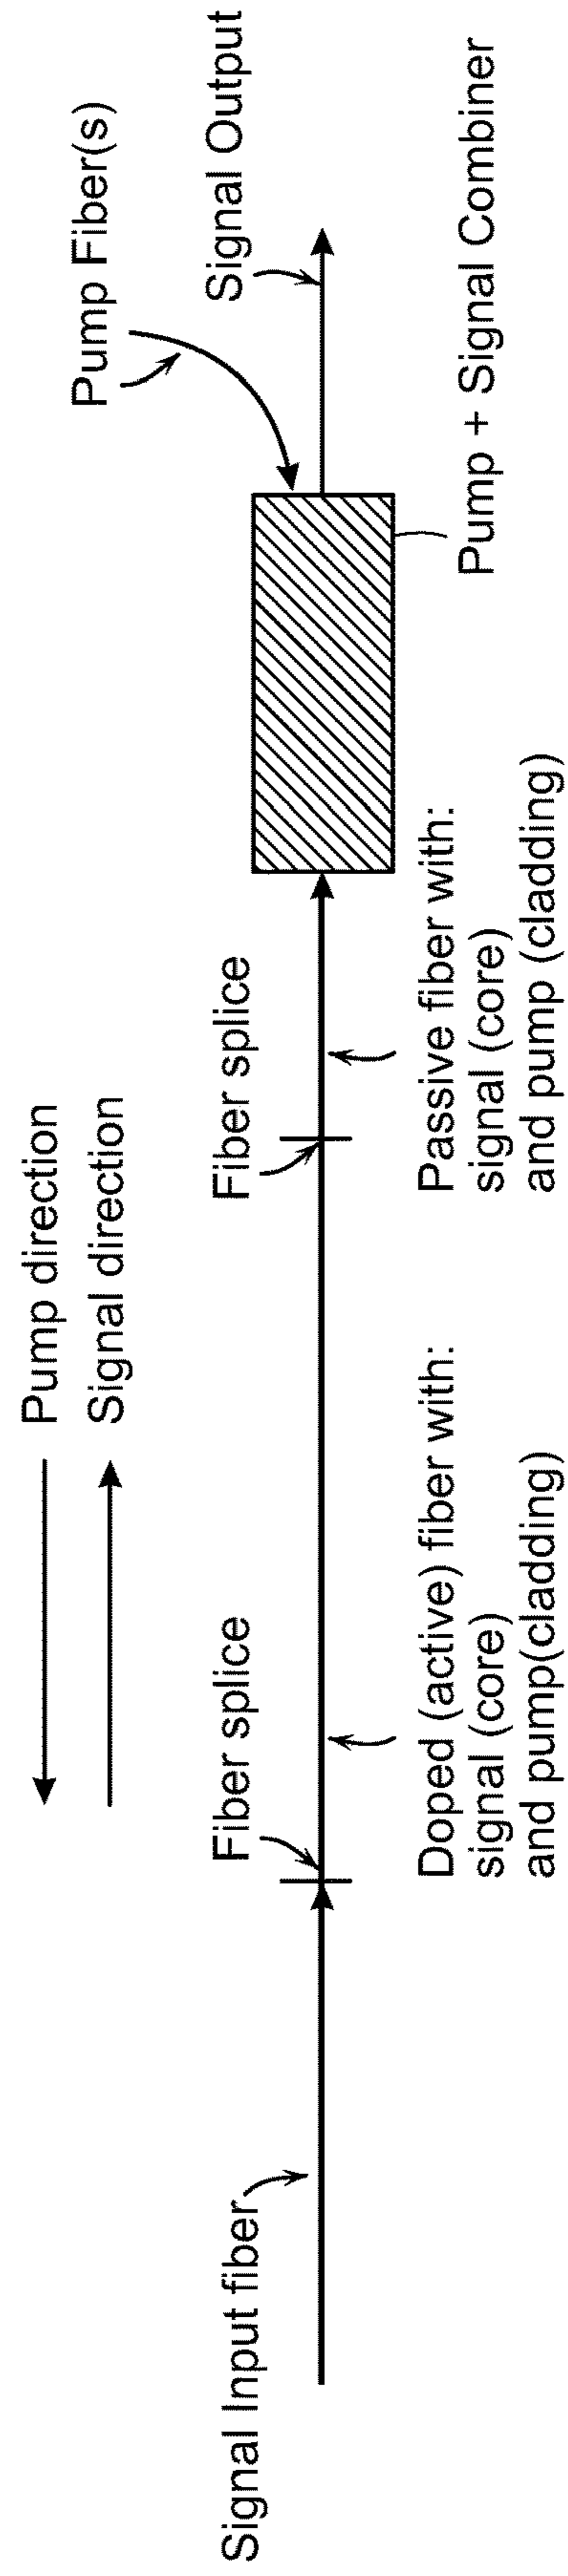 Pump direction
Signal direction
Pump Fiber(s)
Signal Output
Signal Input fiber
Fiber splice
Fiber splice
Doped (active) fiber with:
signal (core)
and pump(cladding)
Passive fiber with:
signal (core)
and pump (cladding)
Pump + Signal Combiner